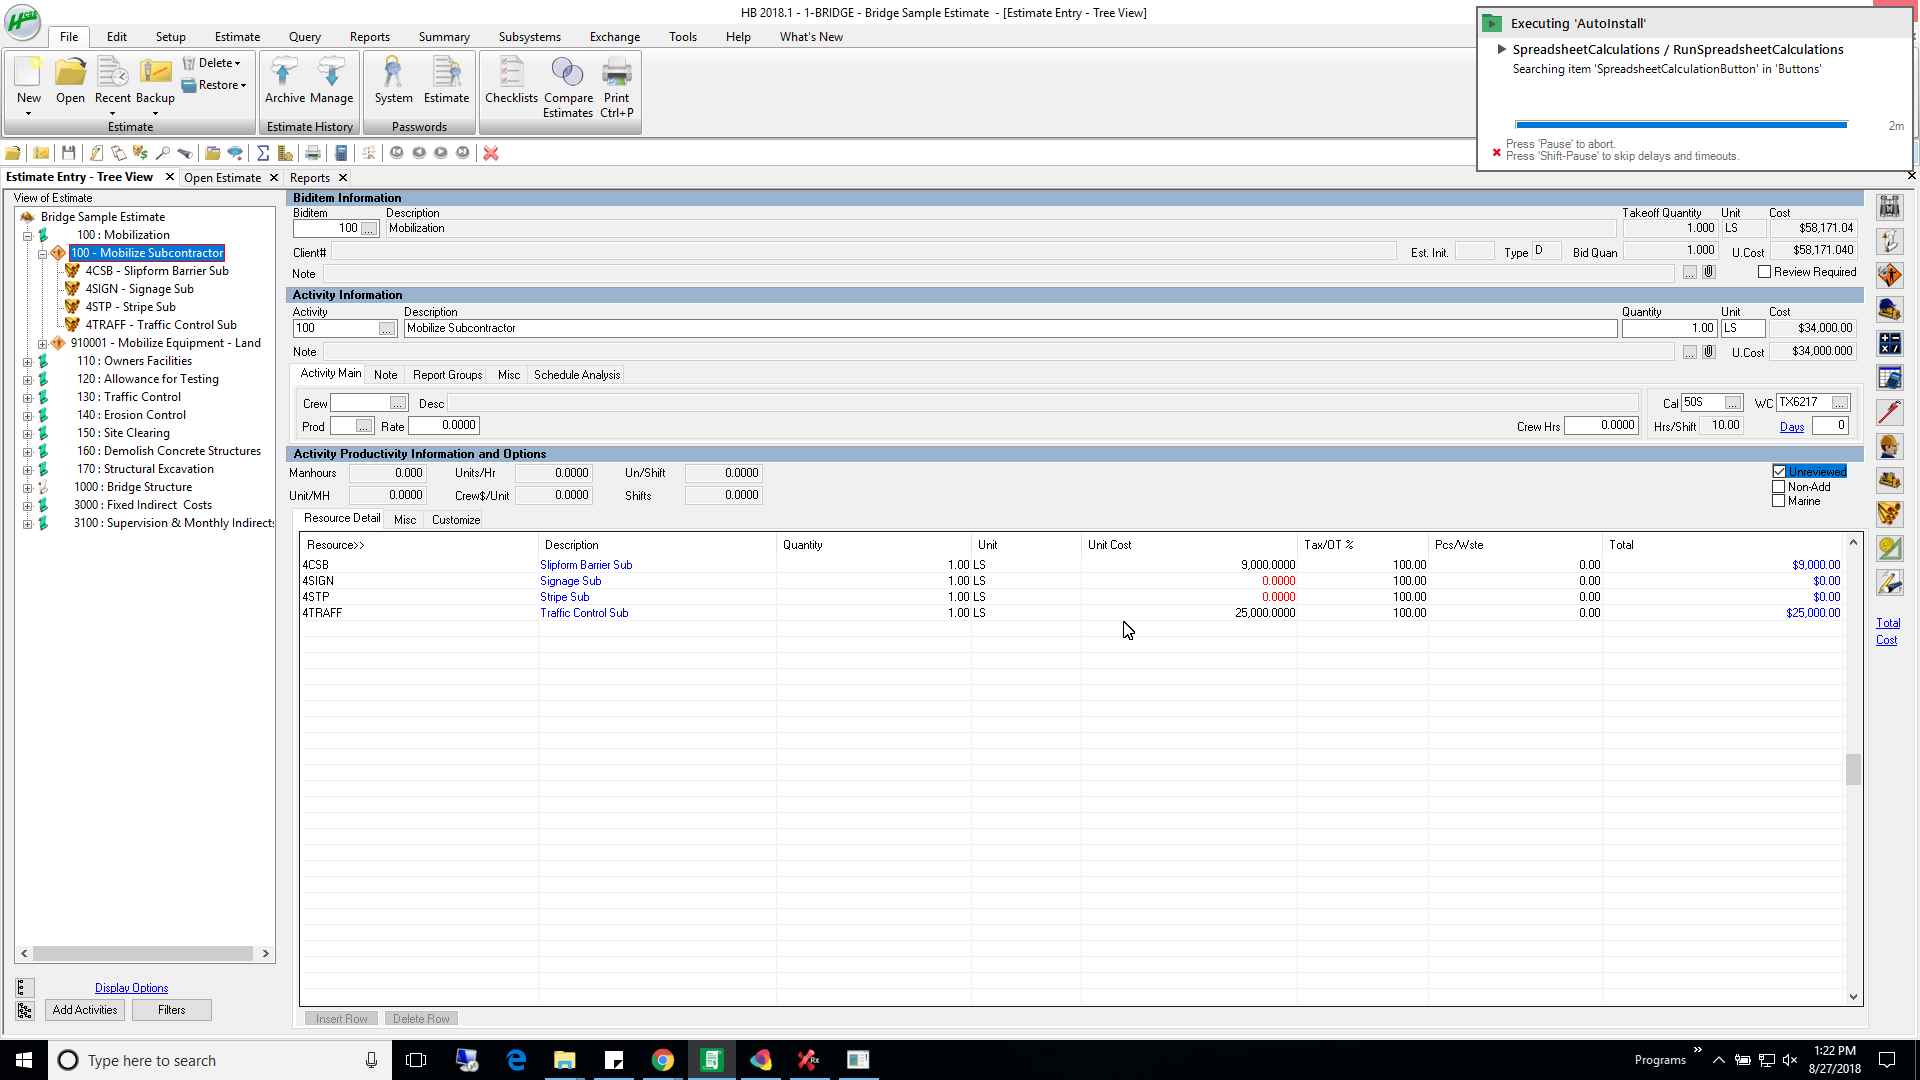 HB 2018.1 - 1-BRIDGE - Bridge Sample Estimate - [Estimate Entry - Tree View]
File Edit Setup Estimate Query Reports Summary Subsystems Exchange Tools Help What's New
New Open Recent Backup Delete Restore
Estimate
Archive Manage
Estimate History
System Estimate
Passwords
Checklists Compare Estimates Print Ctrl+P
Executing 'AutoInstall'
SpreadsheetCalculations / RunSpreadsheetCalculations
Searching item 'SpreadsheetCalculationButton' in 'Buttons'
2m
Press 'Pause' to abort.
Press 'Shift-Pause' to skip delays and timeouts.
Estimate Entry - Tree View Open Estimate Reports
View of Estimate
Bridge Sample Estimate
100 : Mobilization
100 - Mobilize Subcontractor
4CSB - Slipform Barrier Sub
4SIGN - Signage Sub
4STP - Stripe Sub
4TRAFF - Traffic Control Sub
910001 - Mobilize Equipment - Land
110 : Owners Facilities
120 : Allowance for Testing
130 : Traffic Control
140 : Erosion Control
150 : Site Clearing
160 : Demolish Concrete Structures
170 : Structural Excavation
1000 : Bridge Structure
3000 : Fixed Indirect Costs
3100 : Supervision & Monthly Indirects
Display Options
Add Activities Filters
Biditem Information
Biditem Description Takeoff Quantity Unit Cost
100 ... Mobilization 1.000 LS $58,171.04
Client# Est. Init. Type D Bid Quan 1.000 U.Cost $58,171.040
Note ... Review Required
Activity Information
Activity Description Quantity Unit Cost
100 ... Mobilize Subcontractor 1.00 LS $34,000.00
Note ... U.Cost $34,000.000
Activity Main Note Report Groups Misc Schedule Analysis
Crew ... Desc Cal 50S ... WC TX6217 ...
Prod ... Rate 0.0000 Crew Hrs 0.0000 Hrs/Shift 10.00 Days 0
Activity Productivity Information and Options
Manhours 0.000 Units/Hr 0.0000 Un/Shift 0.0000 Unreviewed
Unit/MH 0.0000 Crew$/Unit 0.0000 Shifts 0.0000 Non-Add
Marine
Resource Detail Misc Customize
Resource>> Description Quantity Unit Unit Cost Tax/OT % Pcs/Wste Total
4CSB Slipform Barrier Sub 1.00 LS 9,000.0000 100.00 0.00 $9,000.00
4SIGN Signage Sub 1.00 LS 0.0000 100.00 0.00 $0.00
4STP Stripe Sub 1.00 LS 0.0000 100.00 0.00 $0.00
4TRAFF Traffic Control Sub 1.00 LS 25,000.0000 100.00 0.00 $25,000.00
Insert Row Delete Row
Total
Cost
Type here to search
Programs
1:22 PM
8/27/2018